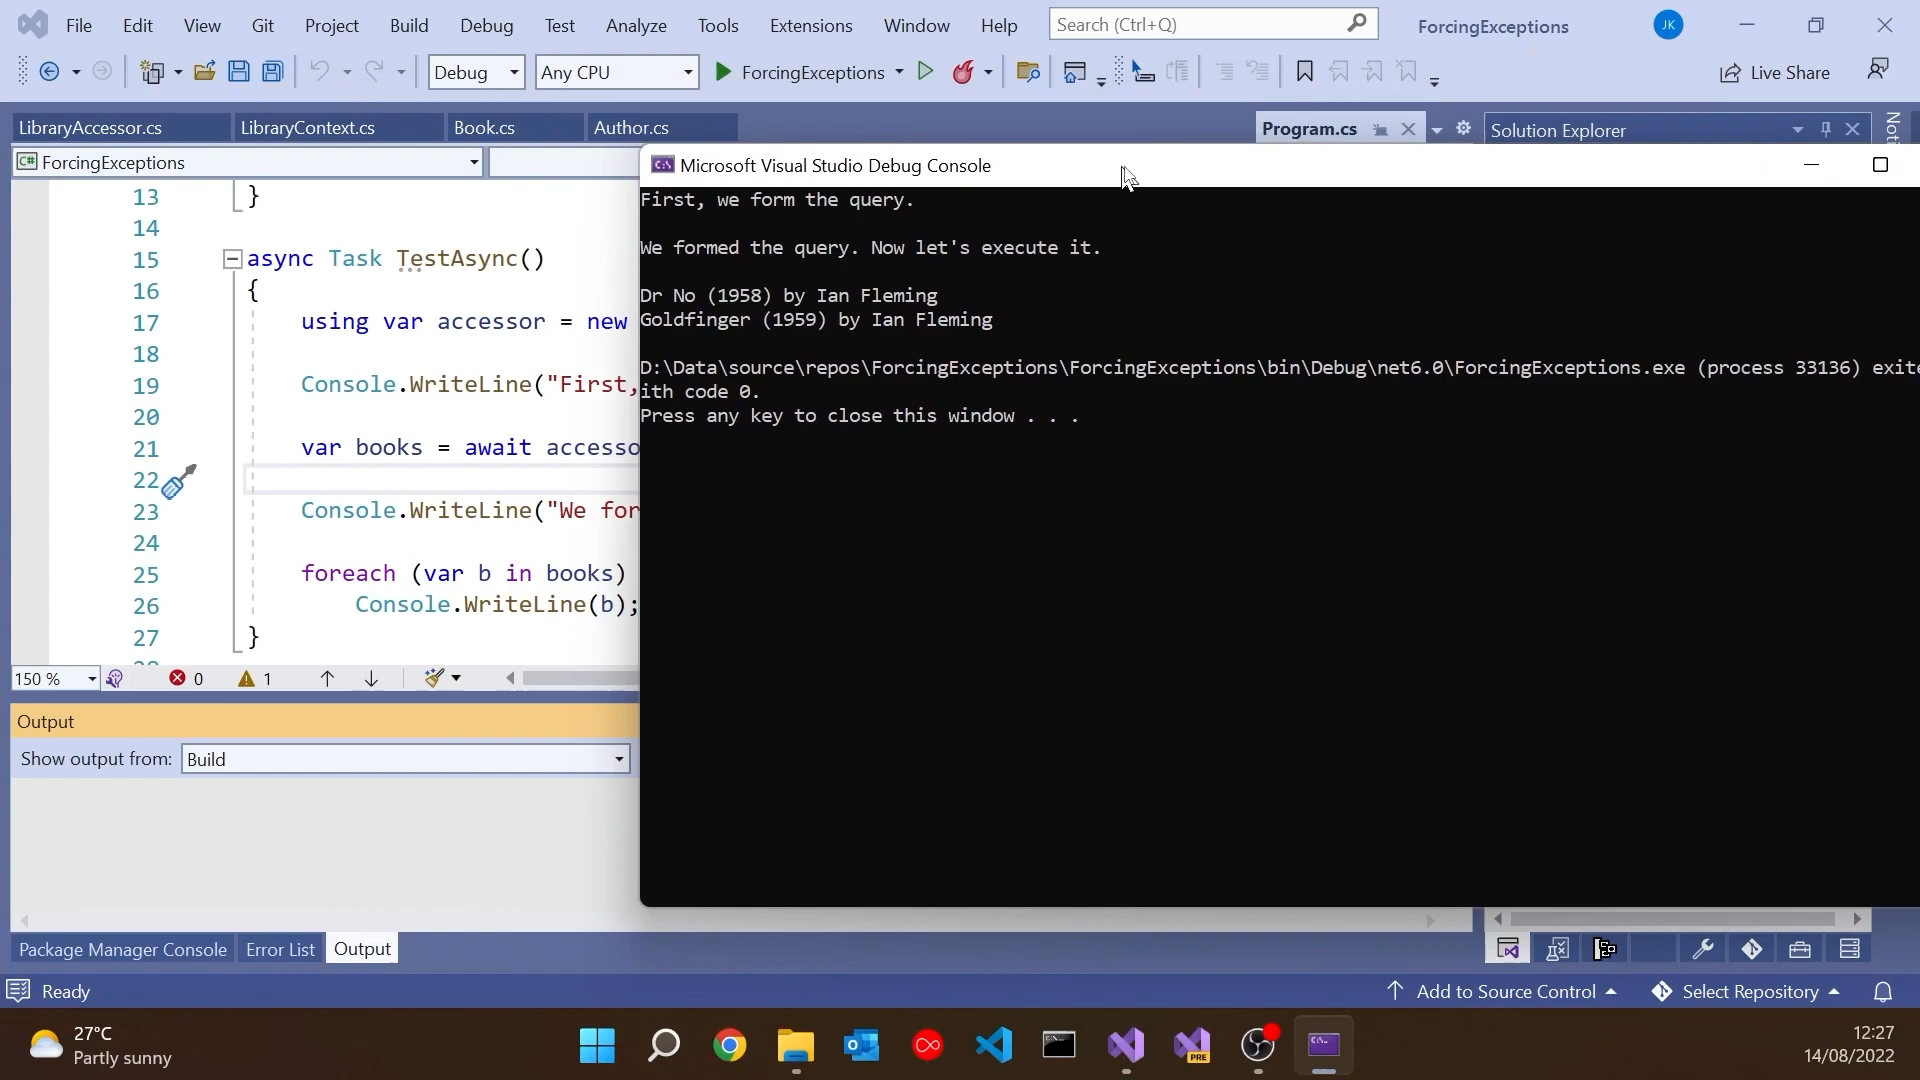 File Edit View Git Project Build Debug Test Analyze Tools Extensions Window Help Search (Ctrl+Q) ForcingExceptions JK
Debug Any CPU ForcingExceptions Live Share
LibraryAccessor.cs LibraryContext.cs Book.cs Author.cs Program.cs Solution Explorer
C# ForcingExceptions
Microsoft Visual Studio Debug Console
First, we form the query.
We formed the query. Now let's execute it.
Dr No (1958) by Ian Fleming
Goldfinger (1959) by Ian Fleming
D:\Data\source\repos\ForcingExceptions\ForcingExceptions\bin\Debug\net6.0\ForcingExceptions.exe (process 33136) exite
ith code 0.
Press any key to close this window . . .
13 }
14
15 async Task TestAsync()
16 {
17 using var accessor = new
18
19 Console.WriteLine("First,
20
21 var books = await accesso
22
23 Console.WriteLine("We for
24
25 foreach (var b in books)
26 Console.WriteLine(b);
27 }
150 % 0 1
Output
Show output from: Build
Package Manager Console Error List Output
Ready Add to Source Control Select Repository
27°C
Partly sunny
PRE
12:27
14/08/2022